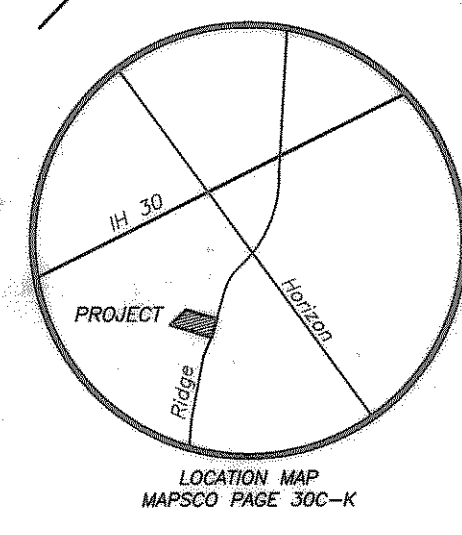 IH 30
Horizon
PROJECT
Ridge
LOCATION MAP
MAPSCO PAGE 30C-K